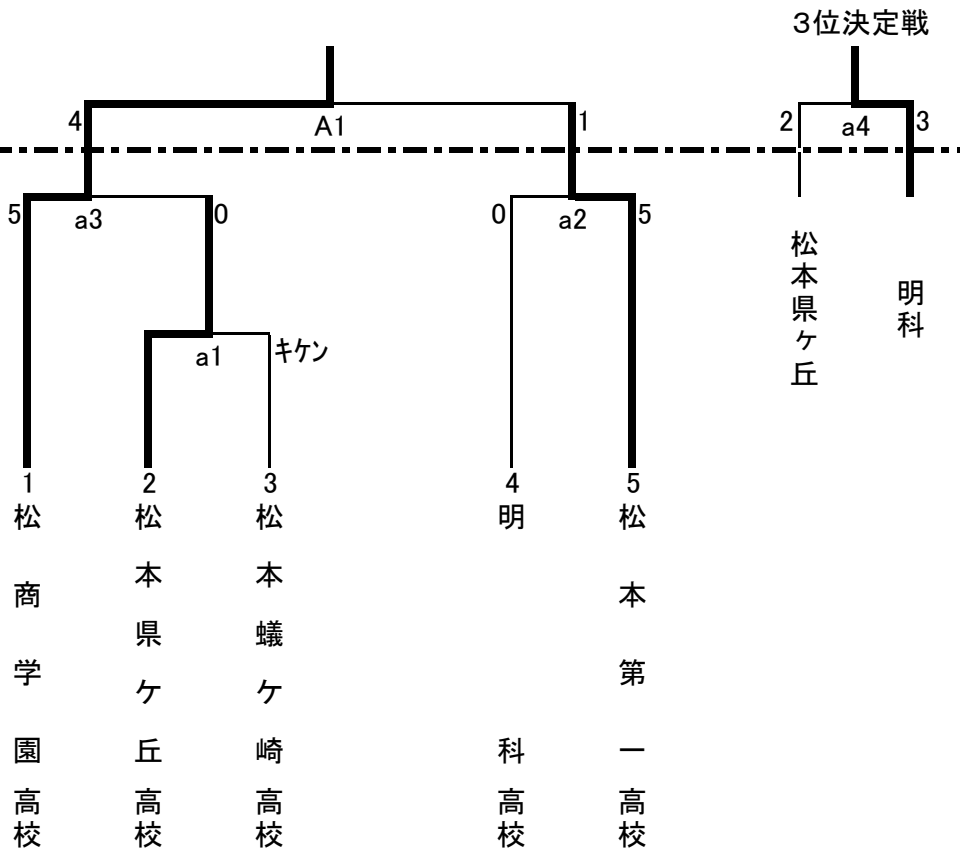 3位決定戦
4
A1
1
2
a4
3
5
a3
0
0
a2
5
松本県ヶ丘
明科
a1
キケン
1
2
3
4
5
松商学園高校
松本県ケ丘高校
松本蟻ケ崎高校
明科高校
松本第一高校